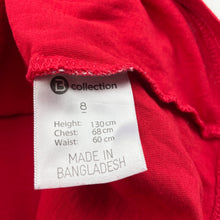 B collection
8
Height: 130 cm
Chest: 68 cm
Waist: 60 cm
MADE IN
BANGLADESH